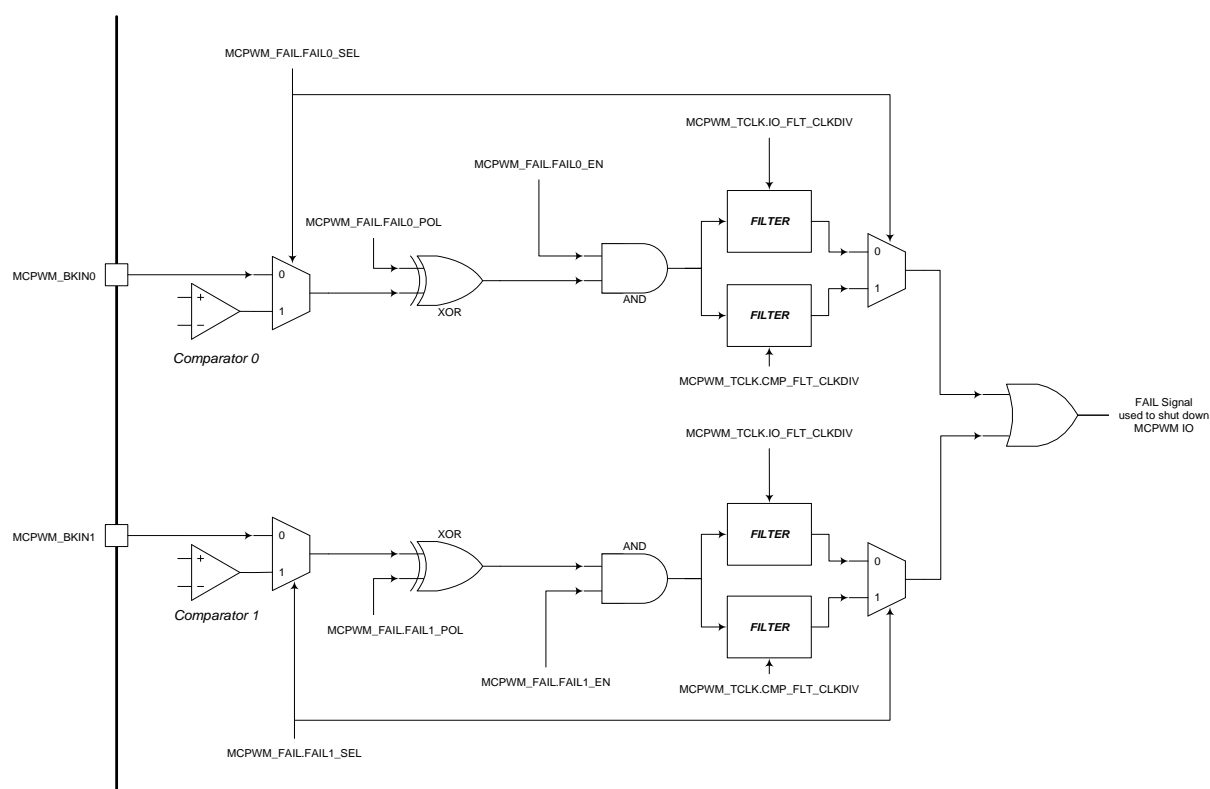 MCPWM_FAIL.FAIL0_SEL
MCPWM_TCLK.IO_FLT_CLKDIV
MCPWM_FAIL.FAIL0_EN
MCPWM_FAIL.FAIL0_POL
FILTER
MCPWM_BKIN0
0
1
+
−
Comparator 0
XOR
AND
0
1
FILTER
MCPWM_TCLK.CMP_FLT_CLKDIV
FAIL Signal
used to shut down
MCPWM IO
MCPWM_TCLK.IO_FLT_CLKDIV
MCPWM_BKIN1
0
1
+
−
Comparator 1
XOR
AND
FILTER
0
1
FILTER
MCPWM_FAIL.FAIL1_POL
MCPWM_FAIL.FAIL1_EN
MCPWM_TCLK.CMP_FLT_CLKDIV
MCPWM_FAIL.FAIL1_SEL